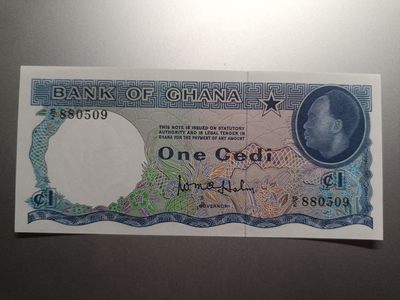 BANK OF GHANA
880509
THIS NOTE IS ISSUED ON STATUTORY
AUTHORITY AND IS LEGAL TENDER IN
GHANA FOR THE PAYMENT OF ANY AMOUNT
One Cedi
GOVERNOR
₵1
₵1
880509